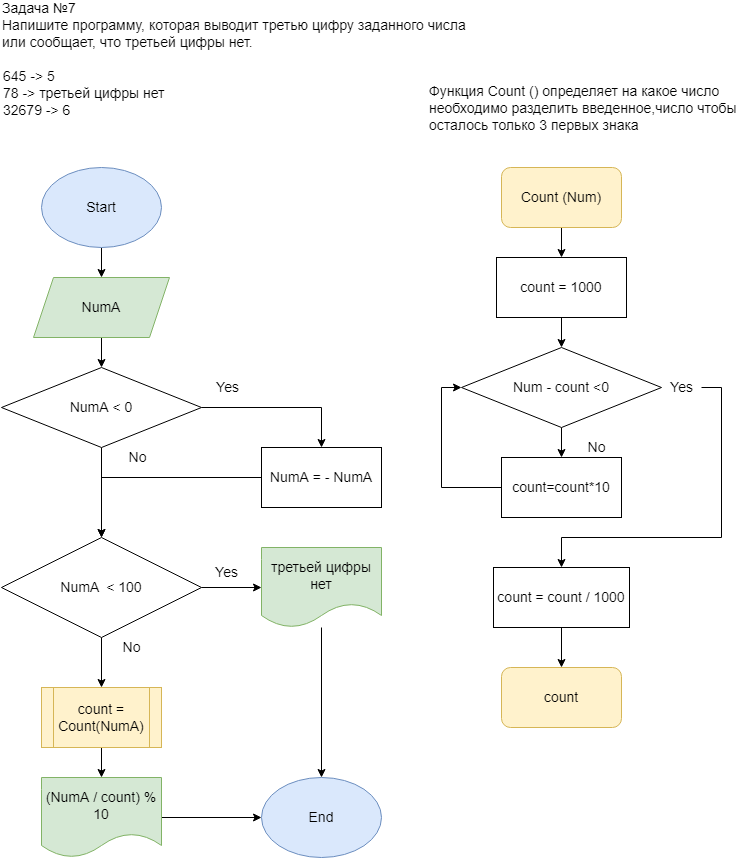 Задача №7
Напишите программу, которая выводит третью цифру заданного числа
или сообщает, что третьей цифры нет.
645 -> 5
78 -> третьей цифры нет
32679 -> 6
Функция Count () определяет на какое число
необходимо разделить введенное,число чтобы
осталось только 3 первых знака
Start
NumA
NumA < 0
Yes
No
NumA = - NumA
NumA < 100
Yes
третьей цифры
нет
No
count =
Count(NumA)
(NumA / count) %
10
End
Count (Num)
count = 1000
Num - count <0
Yes
No
count=count*10
count = count / 1000
count